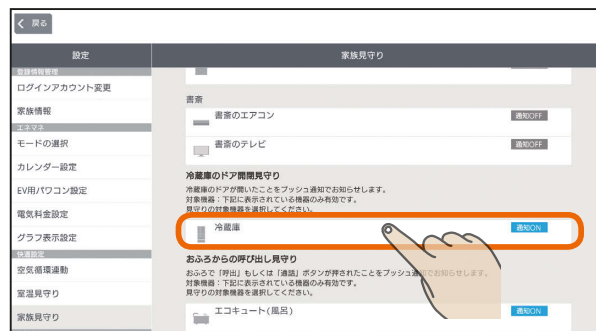 戻る
設定
家族見守り
登録情報管理
ログインアカウント変更
家族情報
エネマネ
モードの選択
カレンダー設定
EV用パワコン設定
電気料金設定
グラフ表示設定
快適設定
空気循環連動
室温見守り
家族見守り
書斎
書斎のエアコン
通知OFF
書斎のテレビ
通知OFF
冷蔵庫のドア開閉見守り
冷蔵庫のドアが開いたことをプッシュ通知でお知らせします。
対象機器：下記に表示されている機器のみ有効です。
見守りの対象機器を選択してください。
冷蔵庫
通知ON
おふろからの呼び出し見守り
おふろで「呼出」もしくは「通話」ボタンが押されたことをプッシュ通知でお知らせします。
対象機器：下記に表示されている機器のみ有効です。
見守りの対象機器を選択してください。
エコキュート(風呂)
通知ON